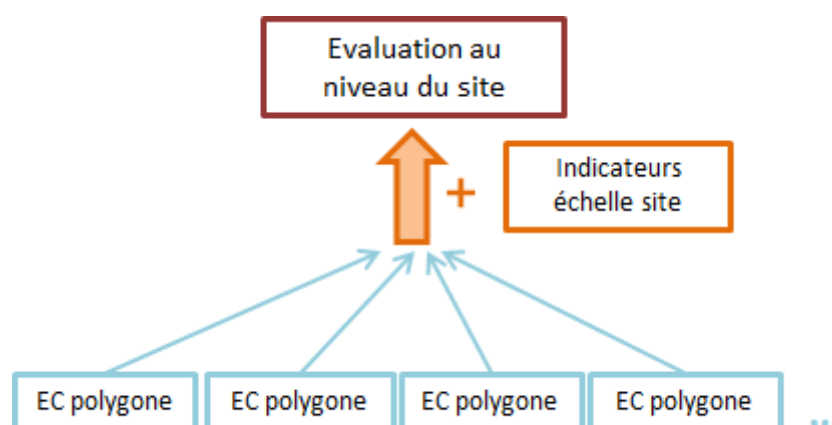 Evaluation au
niveau du site
+
Indicateurs
échelle site
EC polygone
EC polygone
EC polygone
EC polygone